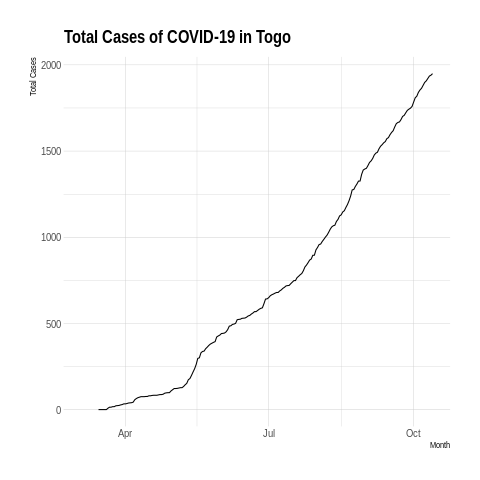 Total Cases of COVID-19 in Togo
Total Cases
2000
1500
1000
500
0
Apr Jul Oct
Month